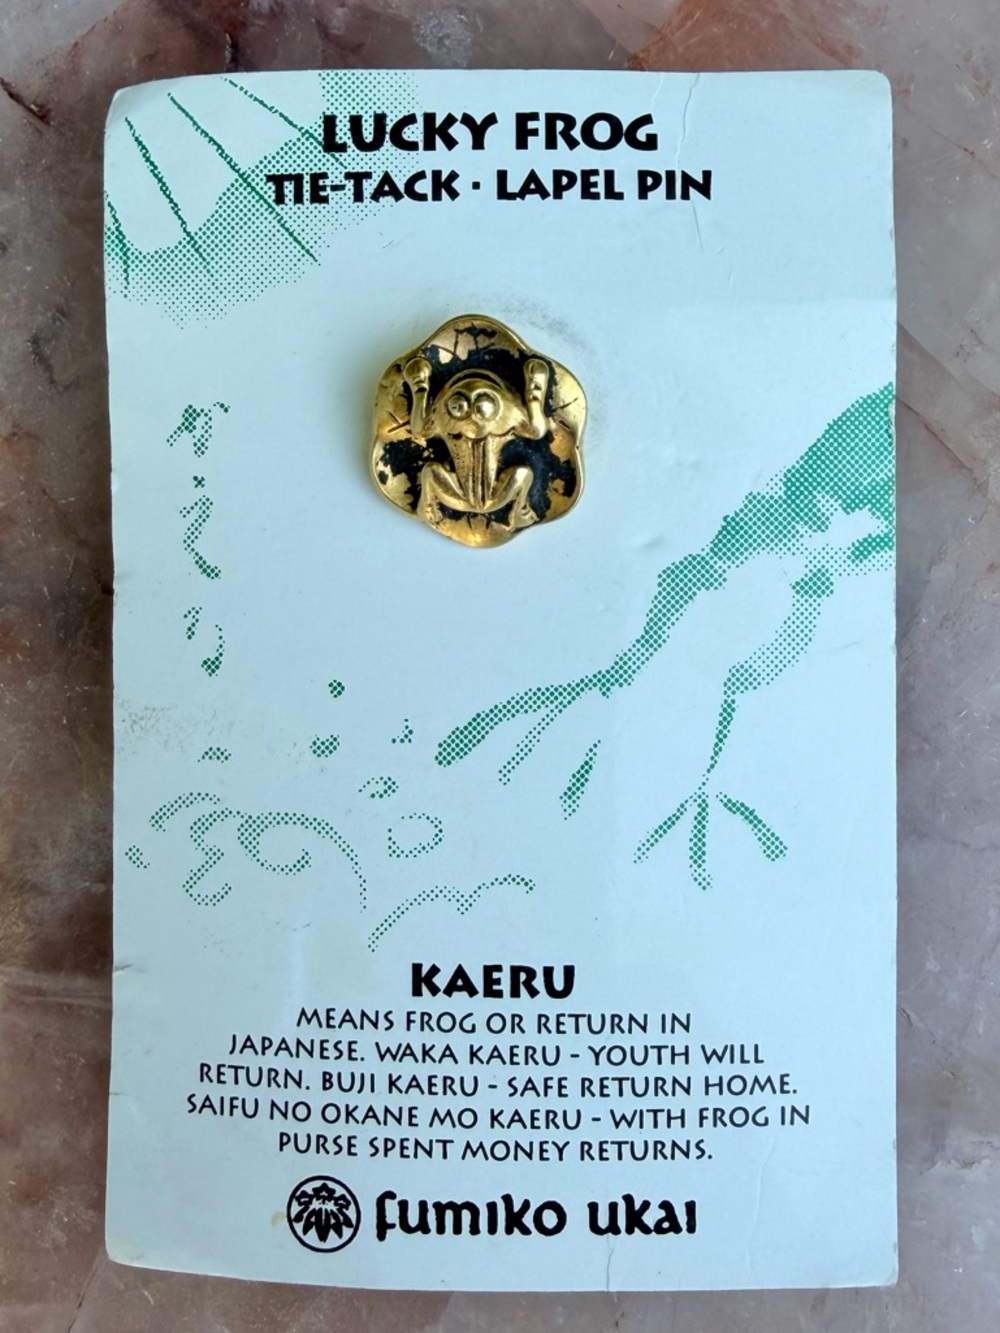 LUCKY FROG
TIE-TACK · LAPEL PIN
KAERU
MEANS FROG OR RETURN IN
JAPANESE. WAKA KAERU - YOUTH WILL
RETURN. BUJI KAERU - SAFE RETURN HOME.
SAIFU NO OKANE MO KAERU - WITH FROG IN
PURSE SPENT MONEY RETURNS.
fumiko ukai